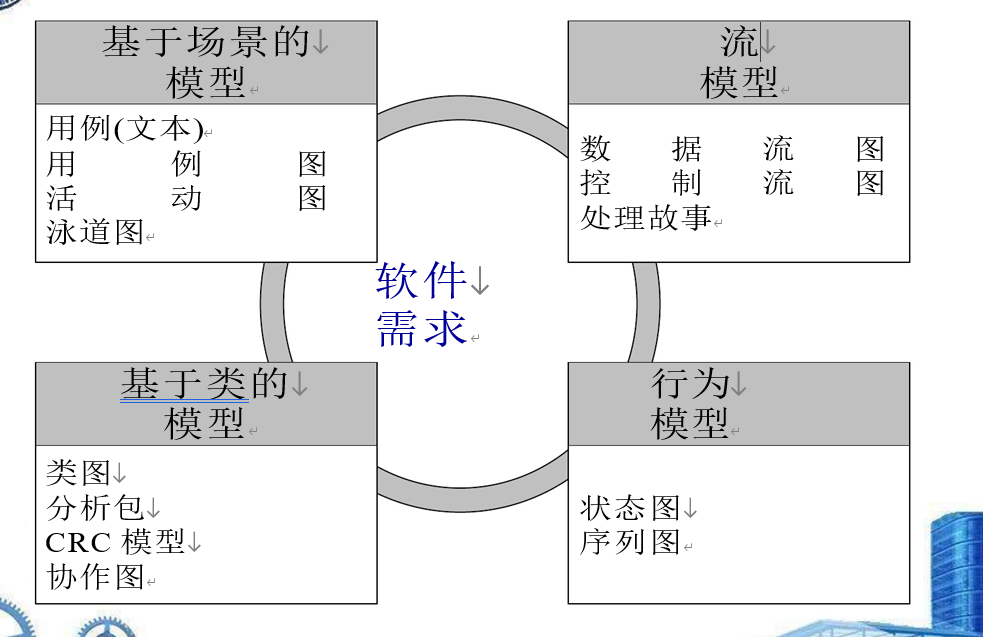 基于场景的↓
模型↵
用例(文本)↵
用例图
活动图
泳道图↵
流↓
模型↵
数据流图
控制流图
处理故事↵
软件↓
需求↵
基于类的↓
模型↵
类图↓
分析包↓
CRC 模型↓
协作图↵
行为↓
模型↵
状态图↓
序列图↵